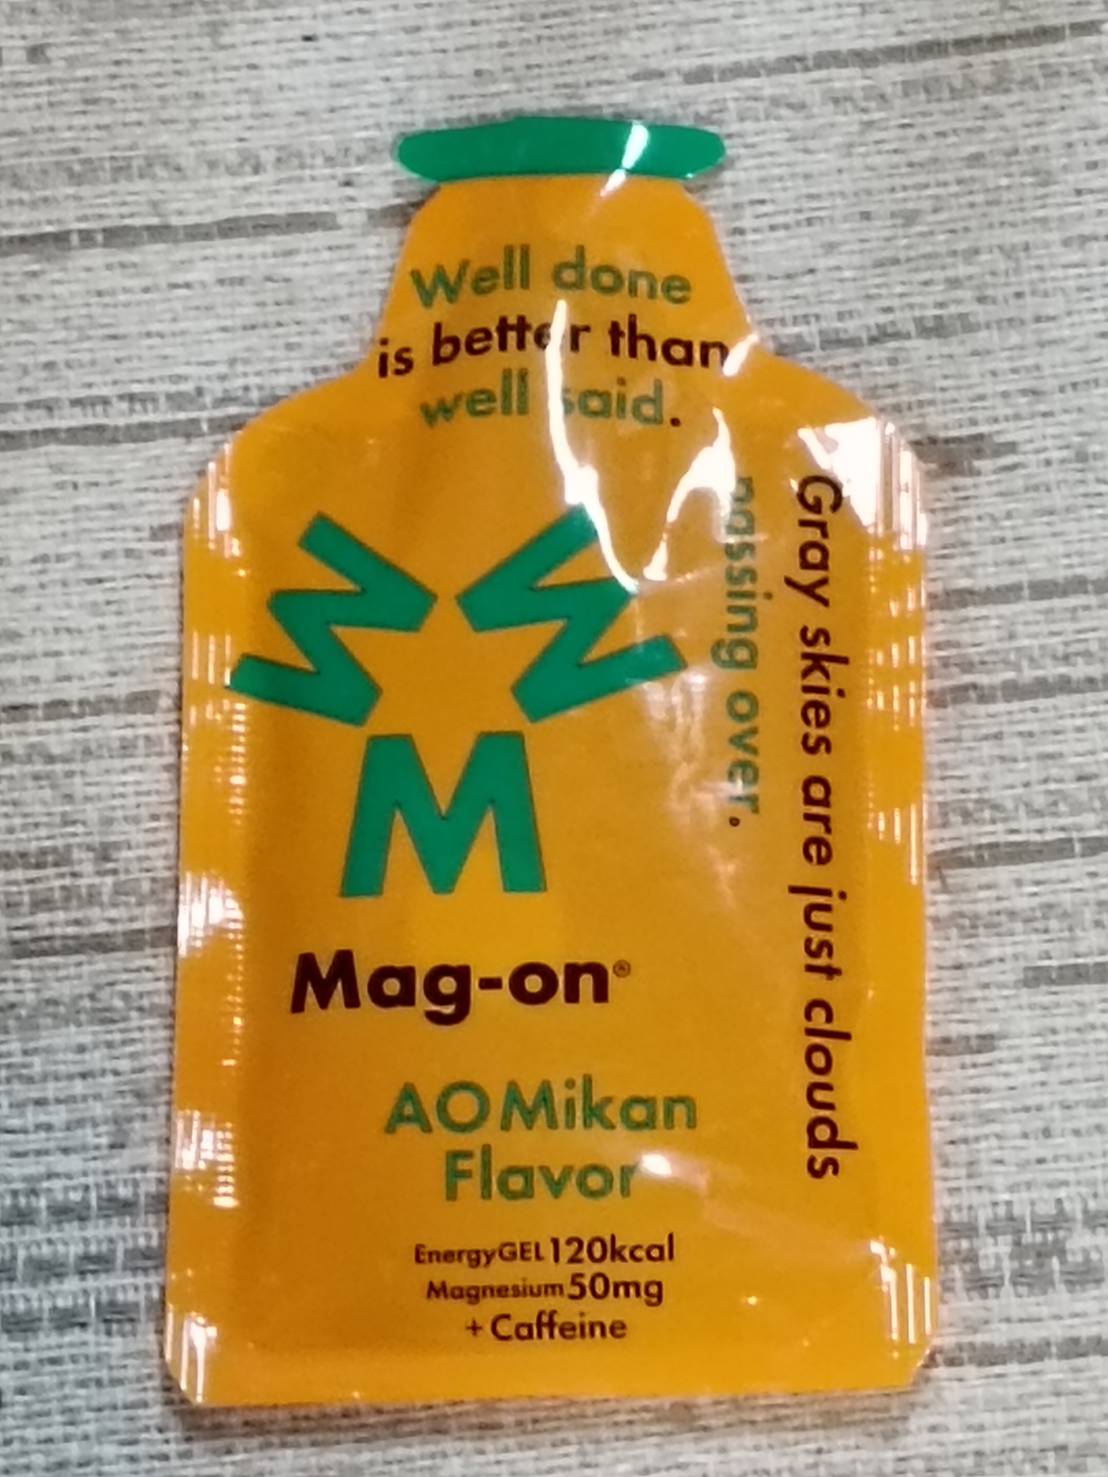 Well done
is better than
well said.
Gray skies are just clouds
passing over.
M
Mag-on®
AO Mikan
Flavor
EnergyGEL 120kcal
Magnesium 50mg
+ Caffeine